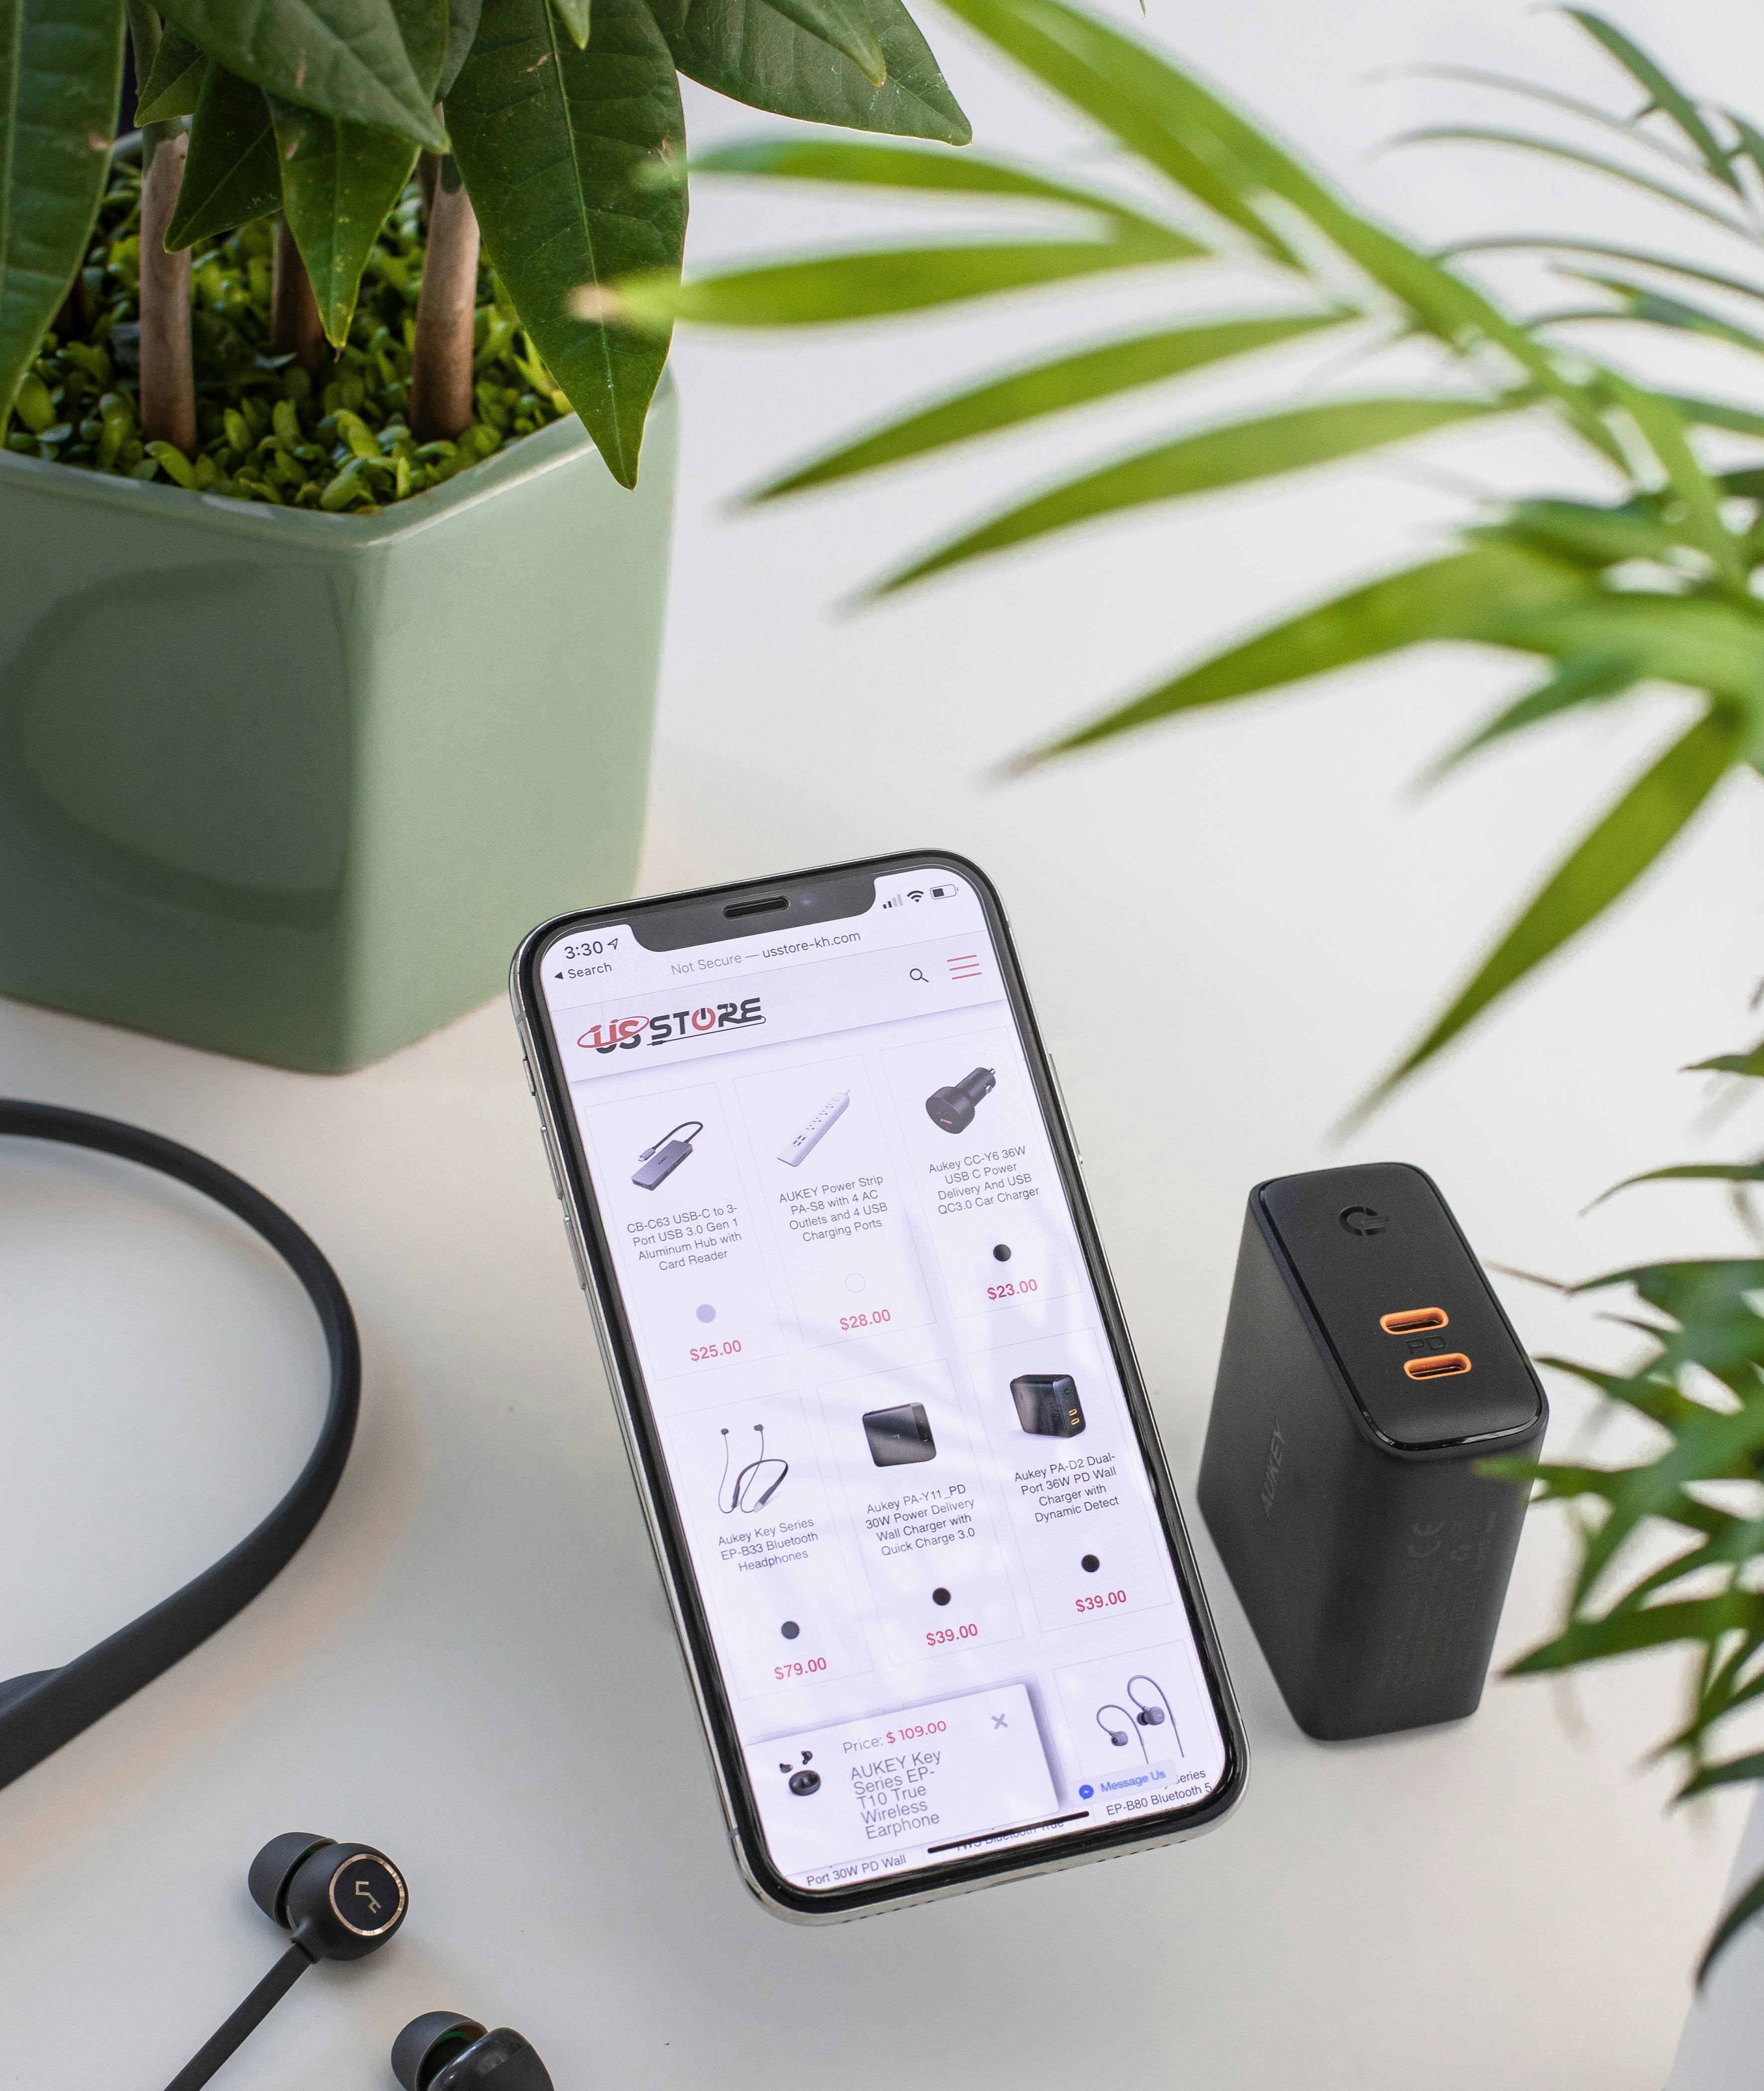 3:30
Search
Not Secure — usstore-kh.com
US STORE
CB-C63 USB-C to 3-
Port USB 3.0 Gen 1
Aluminum Hub with
Card Reader
$25.00
AUKEY Power Strip
PA-S8 with 4 AC
Outlets and 4 USB
Charging Ports
$28.00
Aukey CC-Y6 36W
USB C Power
Delivery And USB
QC3.0 Car Charger
$23.00
Aukey Key Series
EP-B33 Bluetooth
Headphones
$79.00
Aukey PA-Y11_PD
30W Power Delivery
Wall Charger with
Quick Charge 3.0
$39.00
Aukey PA-D2 Dual-
Port 36W PD Wall
Charger with
Dynamic Detect
$39.00
Price: $ 109.00
AUKEY Key
Series EP-
T10 True
Wireless
Earphone
Message Us
EP-B80 Bluetooth 5
Port 30W PD Wall
PD
AUKEY